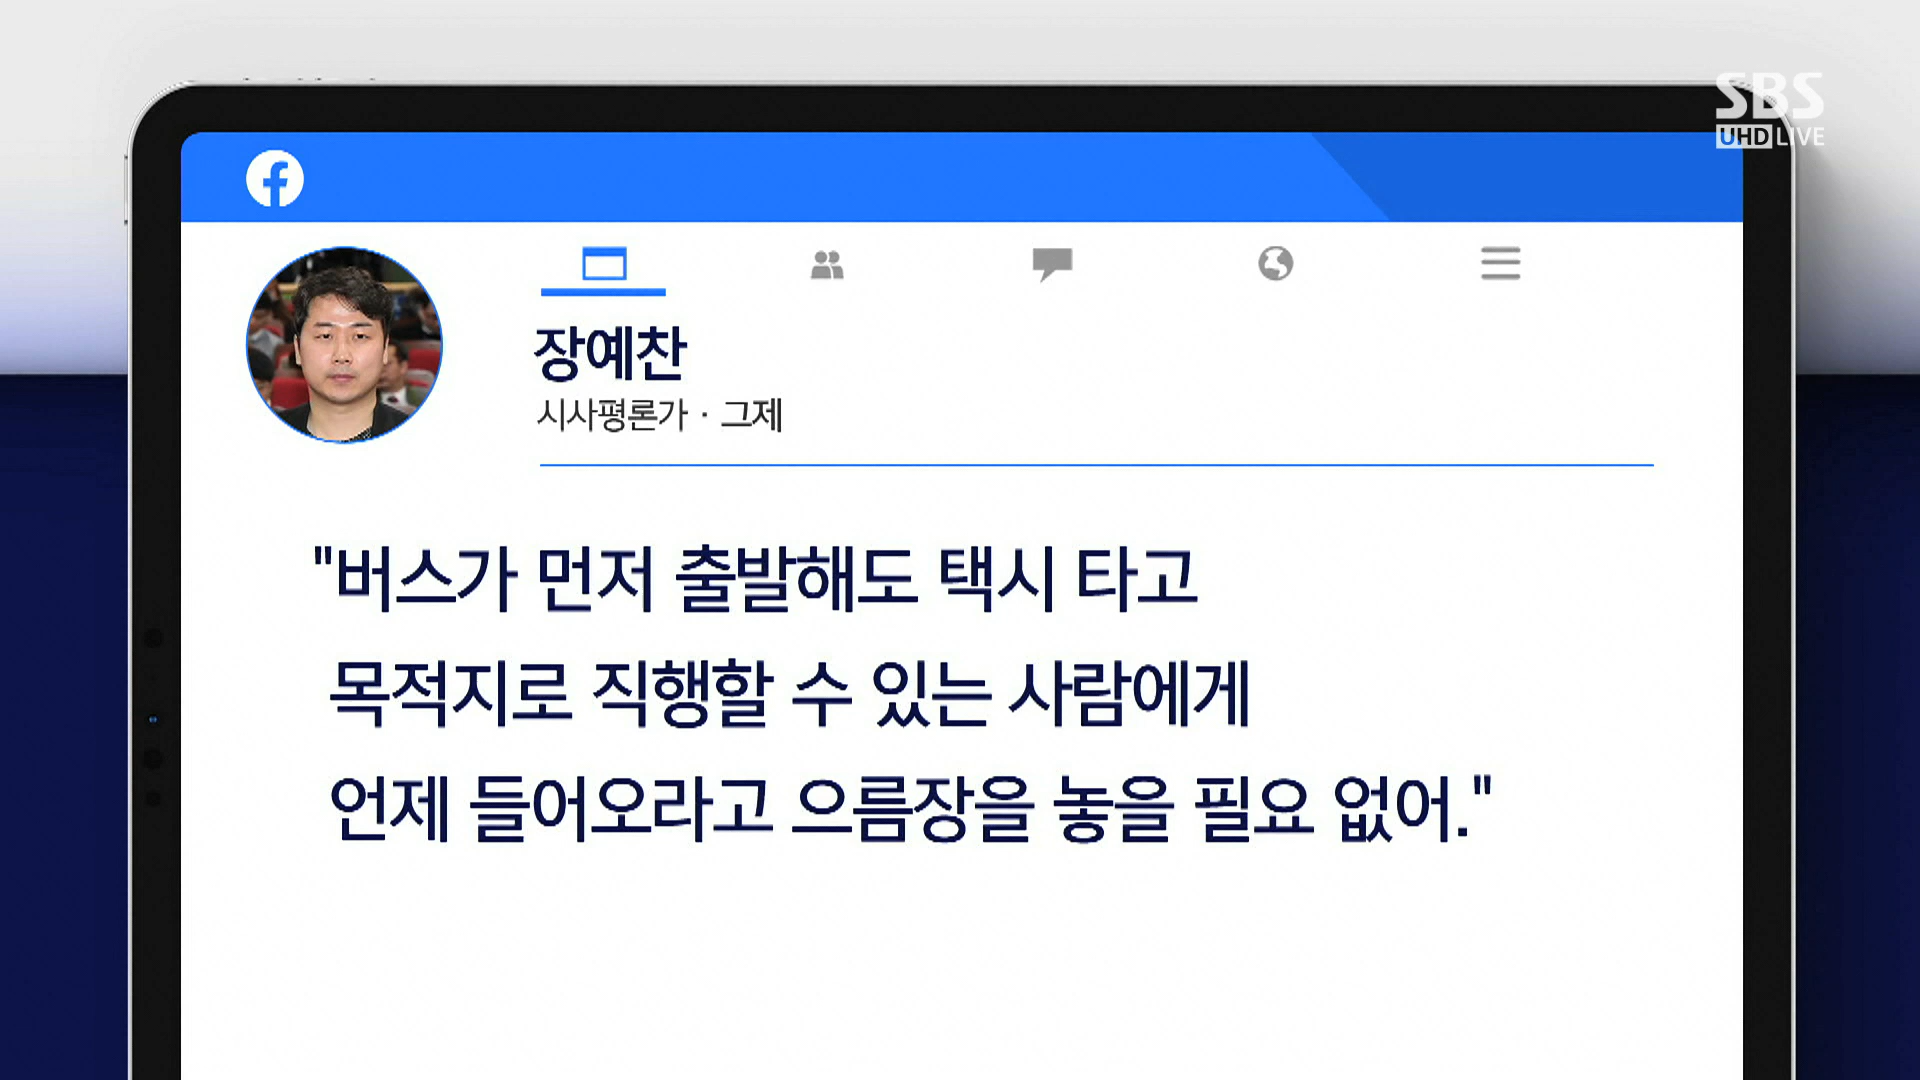 SBS
UHD LIVE
장예찬
시사평론가 · 그제
"버스가 먼저 출발해도 택시 타고
목적지로 직행할 수 있는 사람에게
언제 들어오라고 으름장을 놓을 필요 없어."